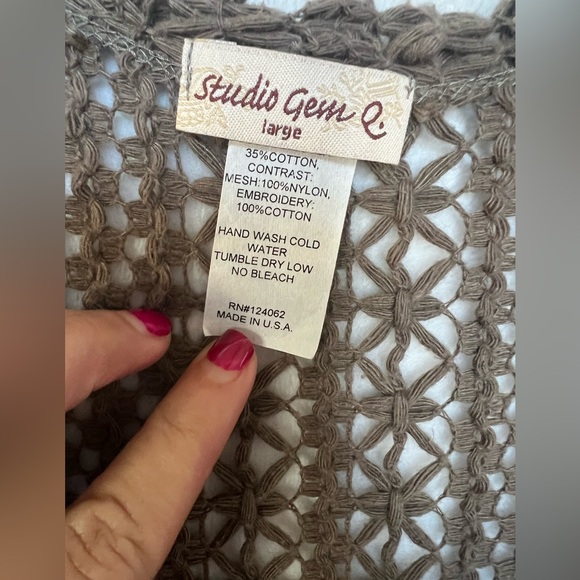 Studio Gem Q.
large
35%COTTON,
CONTRAST:
MESH:100%NYLON,
EMBRODERY:
100%COTTON
HAND WASH COLD
WATER
TUMBLE DRY LOW
NO BLEACH
RN#124062
MADE IN U.S.A.